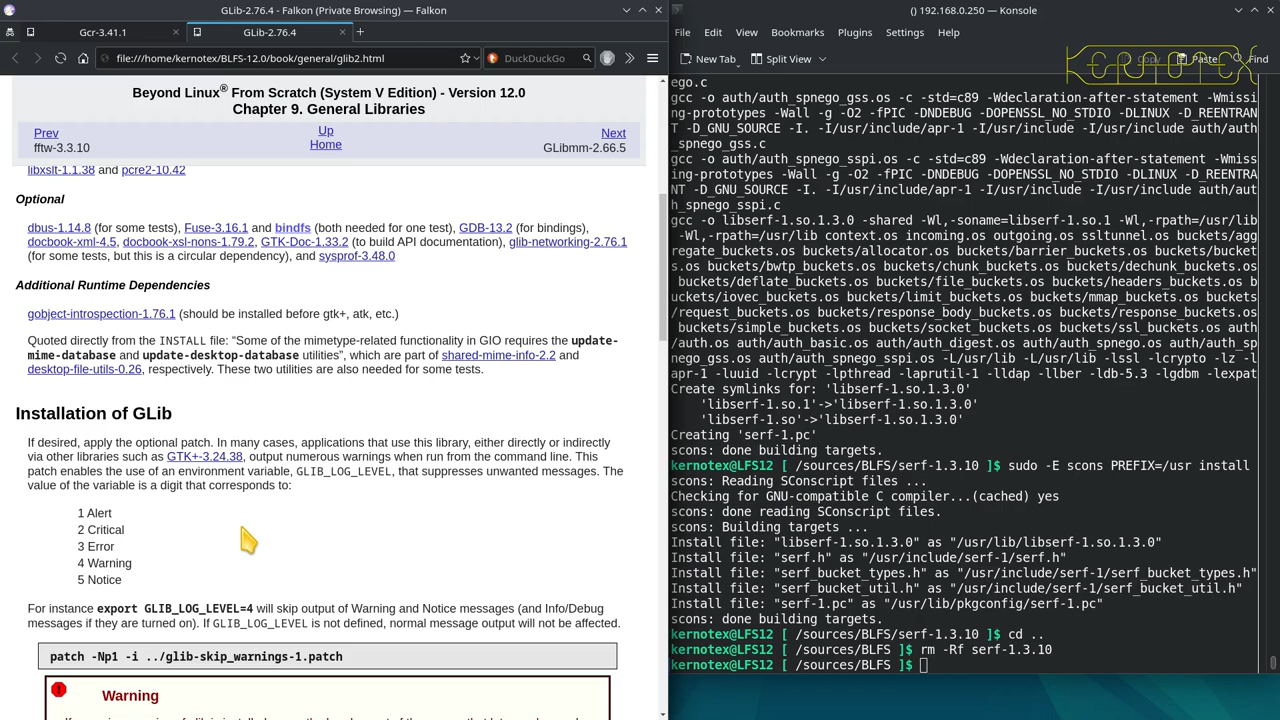 GLib-2.76.4 - Falkon (Private Browsing) — Falkon
Gcr-3.41.1
GLib-2.76.4
file:///home/kernotex/BLFS-12.0/book/general/glib2.html
DuckDuckGo
Beyond Linux® From Scratch (System V Edition) - Version 12.0
Chapter 9. General Libraries
Prev
Up
Next
fftw-3.3.10
Home
GLibmm-2.66.5
libxslt-1.1.38 and pcre2-10.42
Optional
dbus-1.14.8 (for some tests), Fuse-3.16.1 and bindfs (both needed for one test), GDB-13.2 (for bindings),
docbook-xml-4.5, docbook-xsl-nons-1.79.2, GTK-Doc-1.33.2 (to build API documentation), glib-networking-2.76.1
(for some tests, but this is a circular dependency), and sysprof-3.48.0
Additional Runtime Dependencies
gobject-introspection-1.76.1 (should be installed before gtk+, atk, etc.)
Quoted directly from the INSTALL file: “Some of the mimetype-related functionality in GIO requires the update-
mime-database and update-desktop-database utilities”, which are part of shared-mime-info-2.2 and
desktop-file-utils-0.26, respectively. These two utilities are also needed for some tests.
Installation of GLib
If desired, apply the optional patch. In many cases, applications that use this library, either directly or indirectly
via other libraries such as GTK+-3.24.38, output numerous warnings when run from the command line. This
patch enables the use of an environment variable, GLIB_LOG_LEVEL, that suppresses unwanted messages. The
value of the variable is a digit that corresponds to:
1 Alert
2 Critical
3 Error
4 Warning
5 Notice
For instance export GLIB_LOG_LEVEL=4 will skip output of Warning and Notice messages (and Info/Debug
messages if they are turned on). If GLIB_LOG_LEVEL is not defined, normal message output will not be affected.
patch -Np1 -i ../glib-skip_warnings-1.patch
Warning
() 192.168.0.250 — Konsole
File Edit View Bookmarks Plugins Settings Help
New Tab Split View Copy Paste Find
KERNOTEX
ego.c
gcc -o auth/auth_spnego_gss.os -c -std=c89 -Wdeclaration-after-statement -Wmissi
ng-prototypes -Wall -g -O2 -fPIC -DNDEBUG -DOPENSSL_NO_STDIO -DLINUX -D_REENTRAN
T -D_GNU_SOURCE -I. -I/usr/include/apr-1 -I/usr/include -I/usr/include auth/auth
_spnego_gss.c
gcc -o auth/auth_spnego_sspi.os -c -std=c89 -Wdeclaration-after-statement -Wmiss
ing-prototypes -Wall -g -O2 -fPIC -DNDEBUG -DOPENSSL_NO_STDIO -DLINUX -D_REENTRA
NT -D_GNU_SOURCE -I. -I/usr/include/apr-1 -I/usr/include -I/usr/include auth/aut
h_spnego_sspi.c
gcc -o libserf-1.so.1.3.0 -shared -Wl,-soname=libserf-1.so.1 -Wl,-rpath=/usr/lib
-Wl,-rpath=/usr/lib context.os incoming.os outgoing.os ssltunnel.os buckets/agg
regate_buckets.os buckets/allocator.os buckets/barrier_buckets.os buckets/bucket
s.os buckets/bwtp_buckets.os buckets/chunk_buckets.os buckets/dechunk_buckets.os
buckets/deflate_buckets.os buckets/file_buckets.os buckets/headers_buckets.os b
uckets/iovec_buckets.os buckets/limit_buckets.os buckets/mmap_buckets.os buckets
/request_buckets.os buckets/response_body_buckets.os buckets/response_buckets.os
buckets/simple_buckets.os buckets/socket_buckets.os buckets/ssl_buckets.os auth
/auth.os auth/auth_basic.os auth/auth_digest.os auth/auth_spnego.os auth/auth_sp
nego_gss.os auth/auth_spnego_sspi.os -L/usr/lib -L/usr/lib -lssl -lcrypto -lz -l
apr-1 -luuid -lcrypt -lpthread -laprutil-1 -lldap -llber -ldb-5.3 -lgdbm -lexpat
Create symlinks for: 'libserf-1.so.1.3.0'
'libserf-1.so.1'->'libserf-1.so.1.3.0'
'libserf-1.so'->'libserf-1.so.1.3.0'
Creating 'serf-1.pc'
scons: done building targets.
kernotex@LFS12 [ /sources/BLFS/serf-1.3.10 ]$ sudo -E scons PREFIX=/usr install
scons: Reading SConscript files ...
Checking for GNU-compatible C compiler...(cached) yes
scons: done reading SConscript files.
scons: Building targets ...
Install file: "libserf-1.so.1.3.0" as "/usr/lib/libserf-1.so.1.3.0"
Install file: "serf.h" as "/usr/include/serf-1/serf.h"
Install file: "serf_bucket_types.h" as "/usr/include/serf-1/serf_bucket_types.h"
Install file: "serf_bucket_util.h" as "/usr/include/serf-1/serf_bucket_util.h"
Install file: "serf-1.pc" as "/usr/lib/pkgconfig/serf-1.pc"
scons: done building targets.
kernotex@LFS12 [ /sources/BLFS/serf-1.3.10 ]$ cd ..
kernotex@LFS12 [ /sources/BLFS ]$ rm -Rf serf-1.3.10
kernotex@LFS12 [ /sources/BLFS ]$